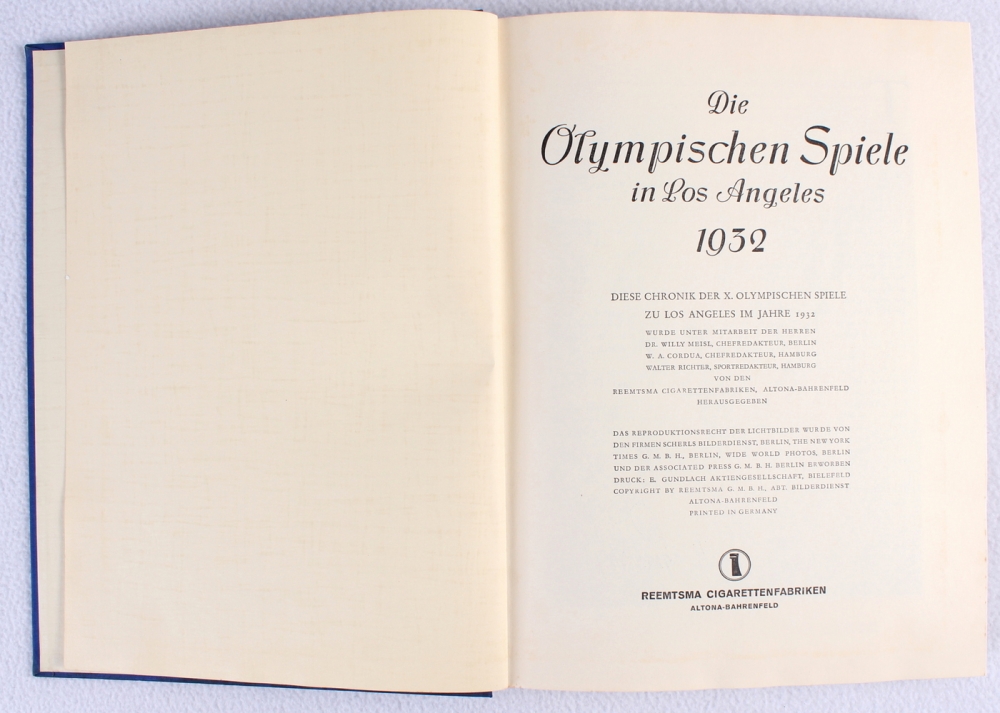 Die
Olympischen Spiele
in Los Angeles
1932
DIESE CHRONIK DER X. OLYMPISCHEN SPIELE
ZU LOS ANGELES IM JAHRE 1932
WURDE UNTER MITARBEIT DER HERREN
DR. WILLY MEISL, CHEFREDAKTEUR, BERLIN
W. A. CORDUA, CHEFREDAKTEUR, HAMBURG
WALTER RICHTER, SPORTREDAKTEUR, HAMBURG
VON DEN
REEMTSMA CIGARETTENFABRIKEN, ALTONA-BAHRENFELD
HERAUSGEGEBEN
DAS REPRODUKTIONSRECHT DER LICHTBILDER WURDE VON
DEN FIRMEN SCHERLS BILDERDIENST, BERLIN, THE NEW YORK
TIMES G. M. B. H., BERLIN, WIDE WORLD PHOTOS, BERLIN
UND DER ASSOCIATED PRESS G. M. B. H. BERLIN ERWORBEN
DRUCK: E. GUNDLACH AKTIENGESELLSCHAFT, BIELEFELD
COPYRIGHT BY REEMTSMA G. M. B. H., ABT. BILDERDIENST
ALTONA-BAHRENFELD
PRINTED IN GERMANY
REEMTSMA CIGARETTENFABRIKEN
ALTONA-BAHRENFELD